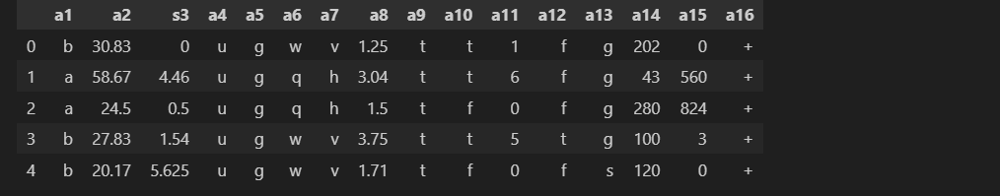 a1 a2 s3 a4 a5 a6 a7 a8 a9 a10 a11 a12 a13 a14 a15 a16
0 b 30.83 0 u g w v 1.25 t t 1 f g 202 0 +
1 a 58.67 4.46 u g q h 3.04 t t 6 f g 43 560 +
2 a 24.5 0.5 u g q h 1.5 t f 0 f g 280 824 +
3 b 27.83 1.54 u g w v 3.75 t t 5 t g 100 3 +
4 b 20.17 5.625 u g w v 1.71 t f 0 f s 120 0 +